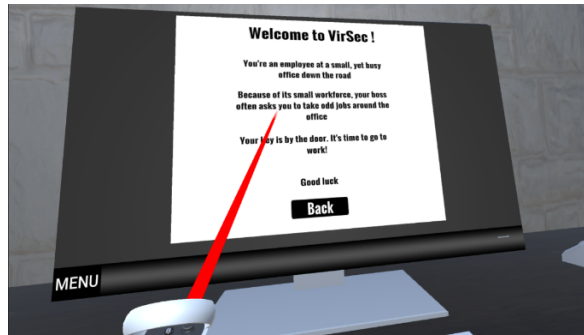 Welcome to VirSec !
You're an employee at a small, yet busy
office down the road
Because of its small workforce, your boss
often asks you to take odd jobs around the
office
Your key is by the door. It's time to go to
work!
Good luck
Back
MENU